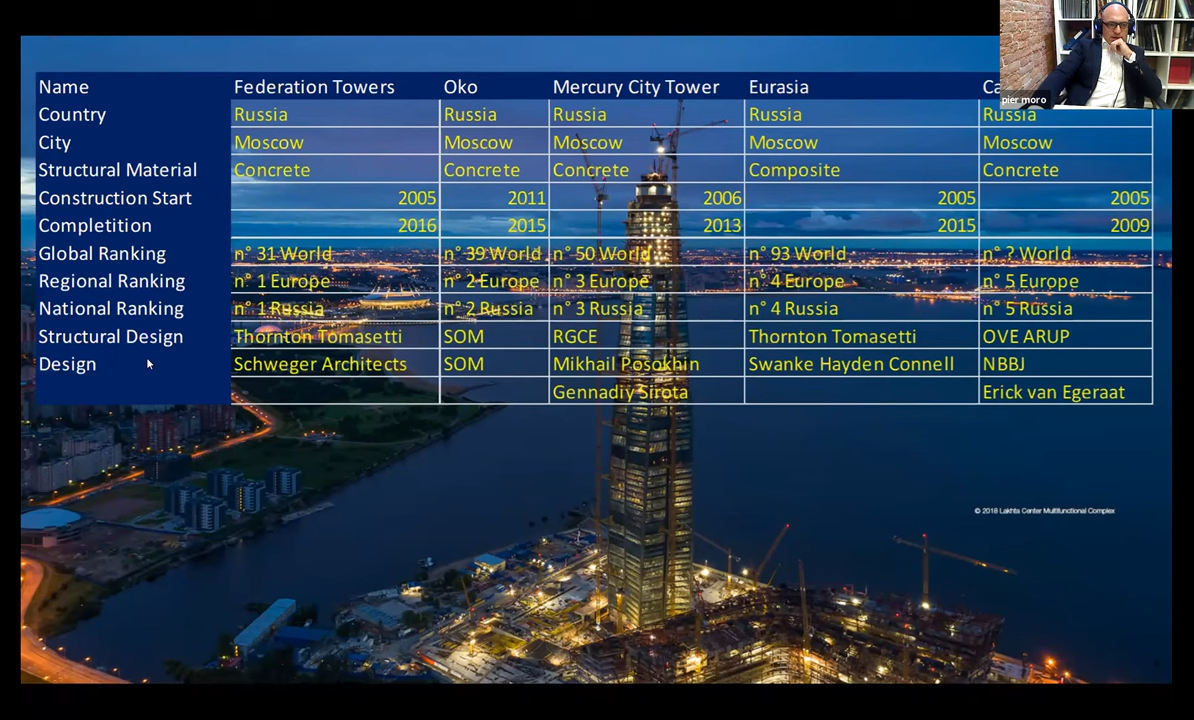 Name Federation Towers Oko Mercury City Tower Eurasia Ca
pier moro
Country Russia Russia Russia Russia Russia
City Moscow Moscow Moscow Moscow Moscow
Structural Material Concrete Concrete Concrete Composite Concrete
Construction Start 2005 2011 2006 2005 2005
Completition 2016 2015 2013 2015 2009
Global Ranking n° 31 World n° 39 World n° 50 World n° 93 World n° ? World
Regional Ranking n° 1 Europe n° 2 Europe n° 3 Europe n° 4 Europe n° 5 Europe
National Ranking n° 1 Russia n° 2 Russia n° 3 Russia n° 4 Russia n° 5 Russia
Structural Design Thornton Tomasetti SOM RGCE Thornton Tomasetti OVE ARUP
Design Schweger Architects SOM Mikhail Posokhin Swanke Hayden Connell NBBJ
Gennadiy Sirota Erick van Egeraat
© 2018 Lakhta Center Multifunctional Complex